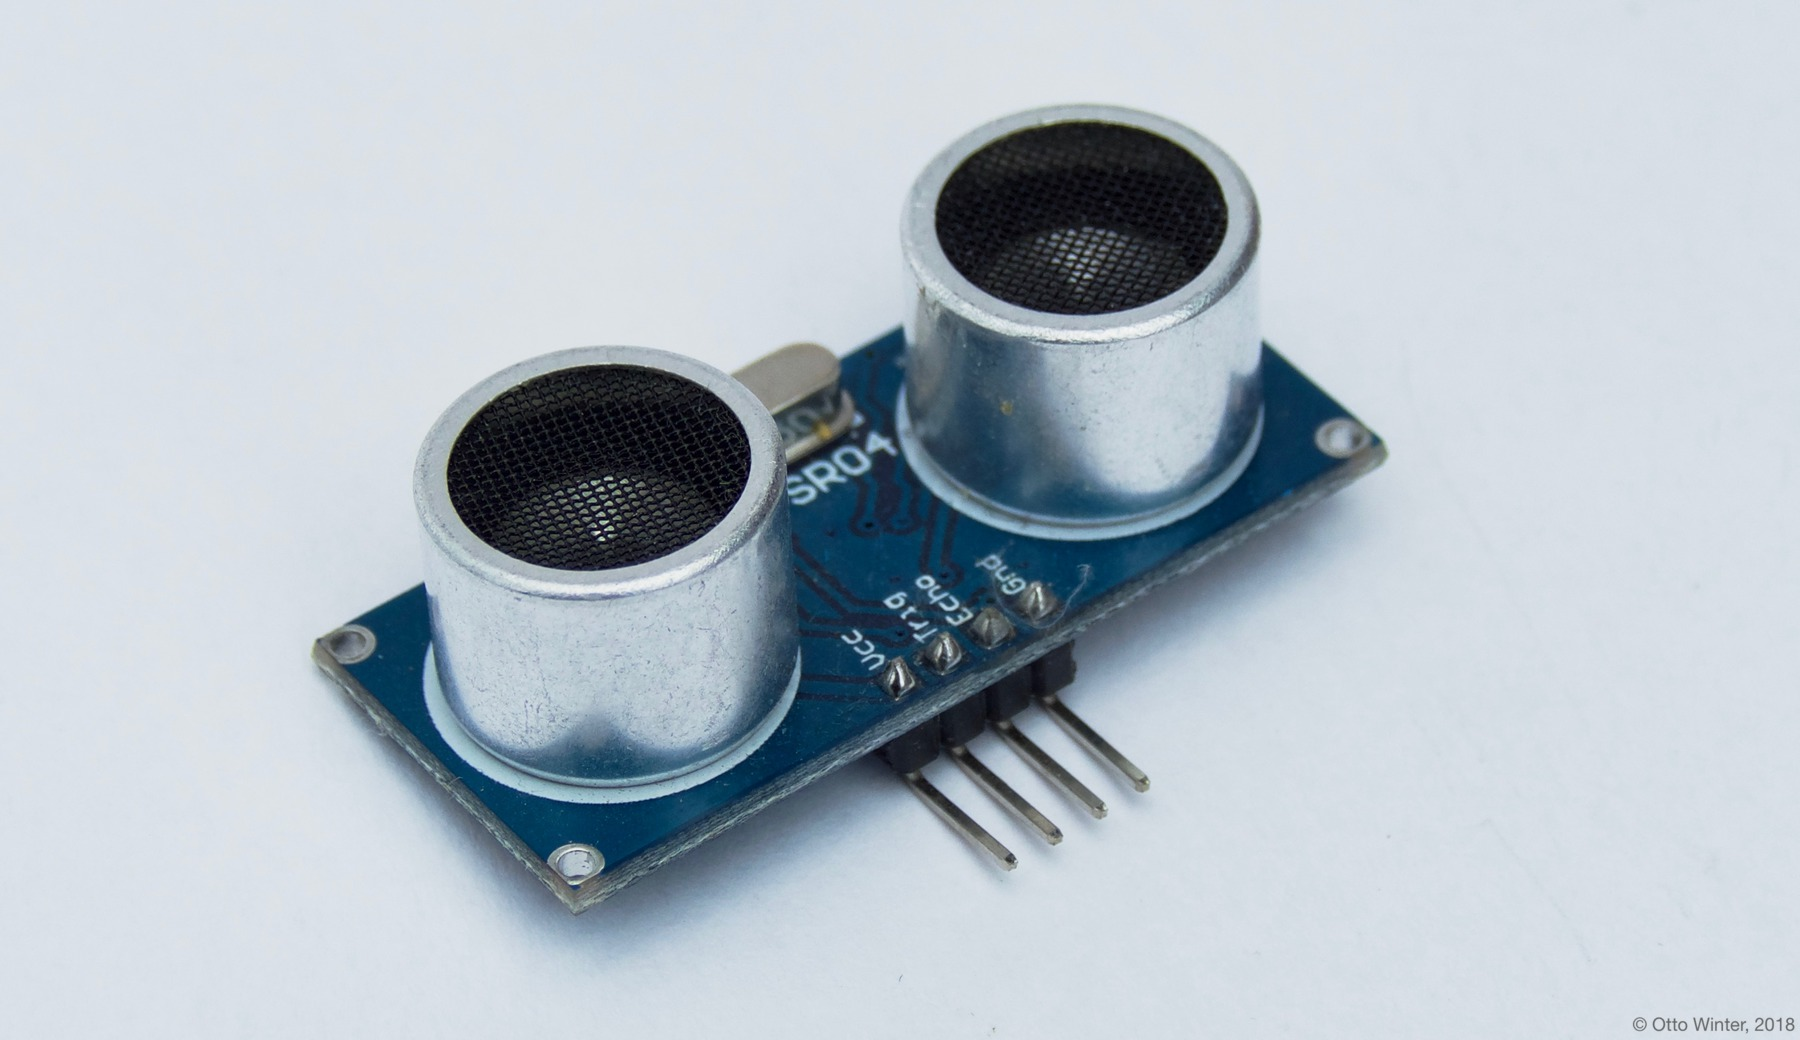 SR04
Vcc
Trig
Echo
Gnd
© Otto Winter, 2018